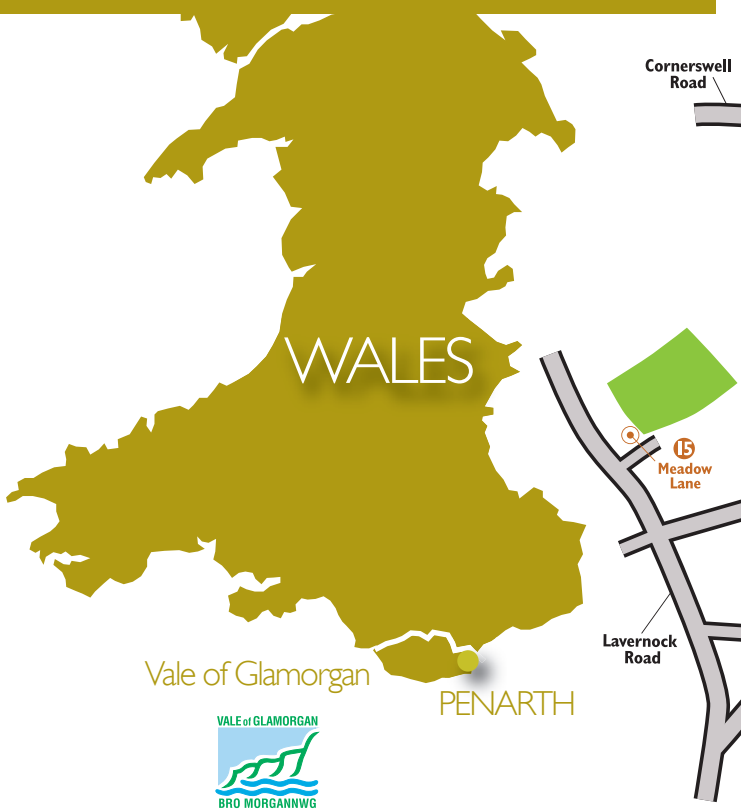 Cornerswell
Road
WALES
15
Meadow
Lane
Lavernock
Road
Vale of Glamorgan
PENARTH
VALE of GLAMORGAN
BRO MORGANNWG